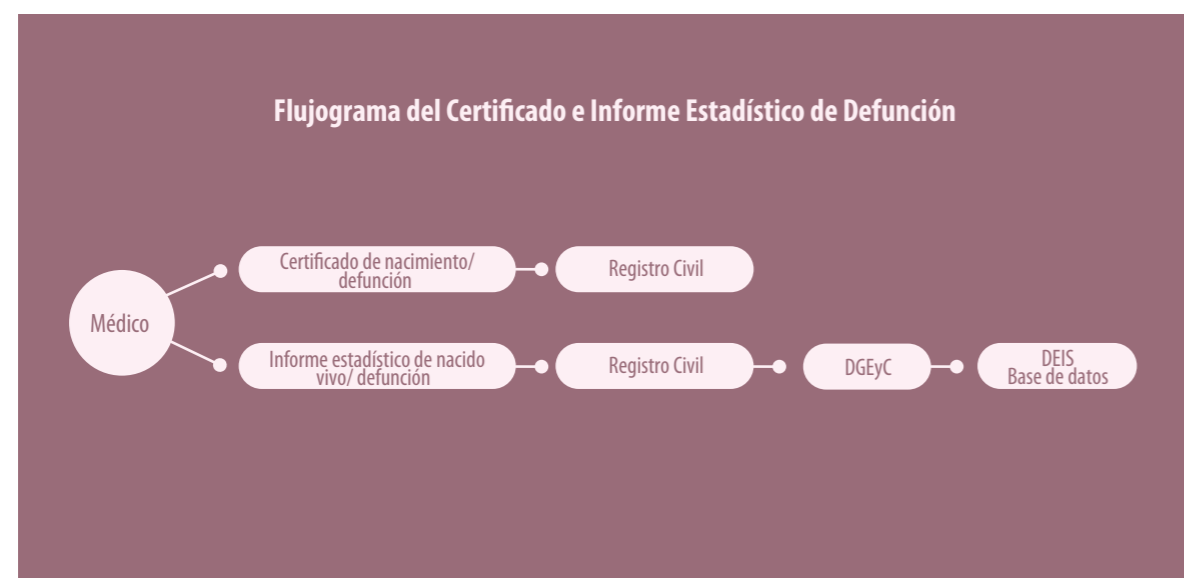 Flujograma del Certificado e Informe Estadístico de Defunción
Médico
Certificado de nacimiento/
defunción
Registro Civil
Informe estadístico de nacido
vivo/ defunción
Registro Civil
DGEyC
DEIS
Base de datos